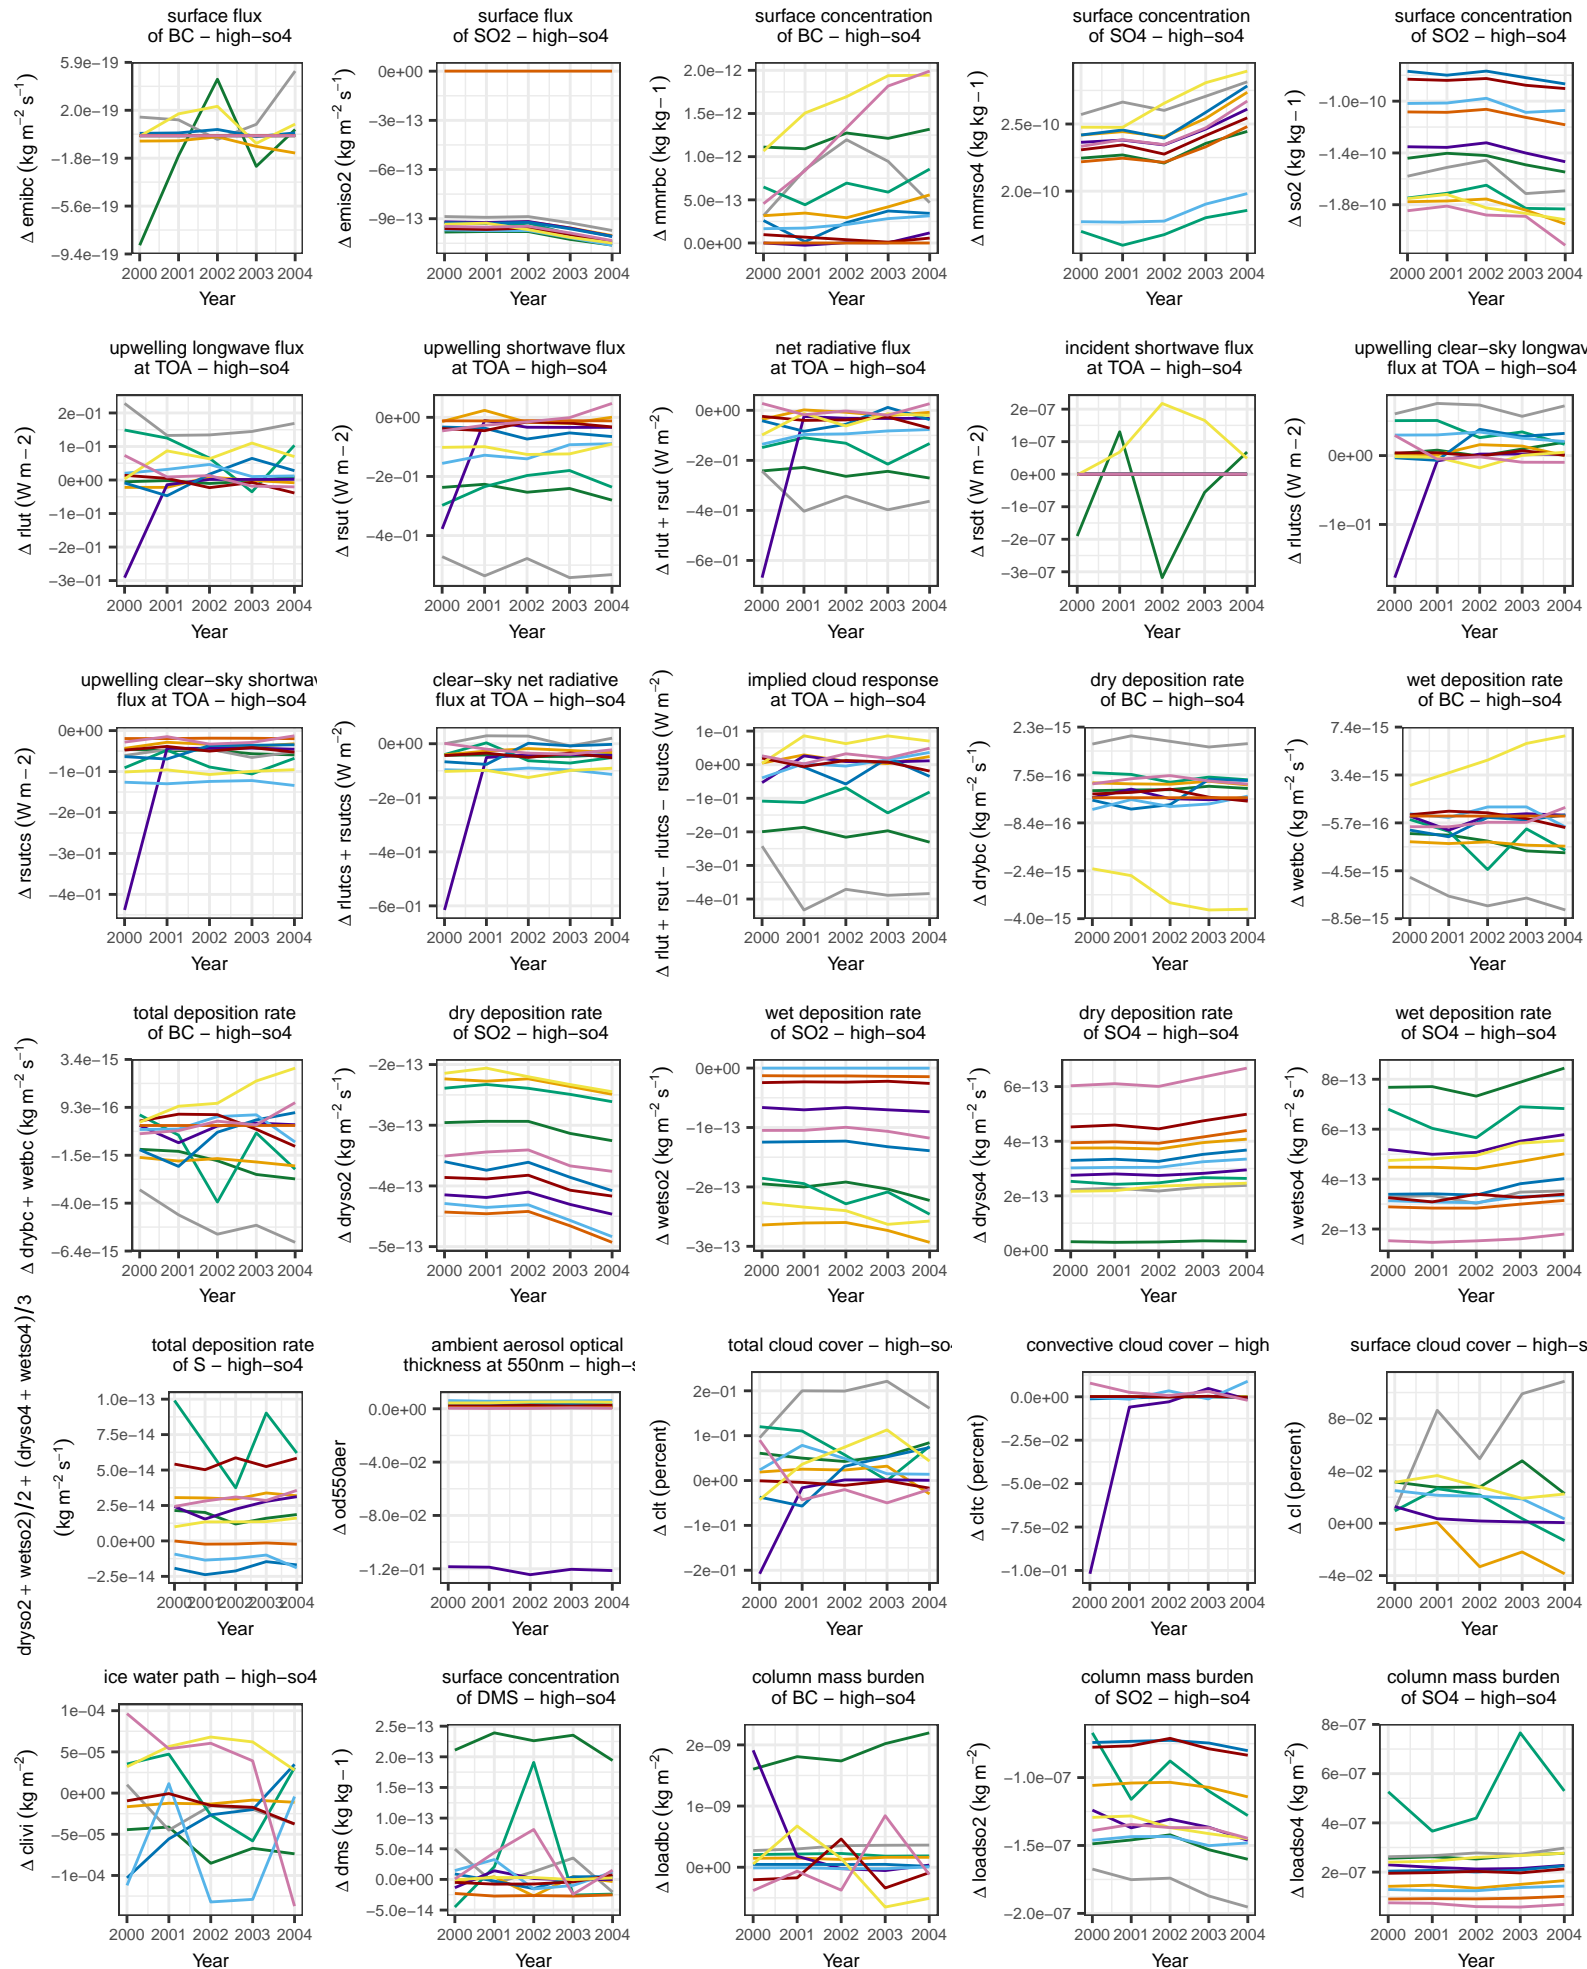 surface flux
of BC − high−so4
Δ emibc (kg m−2 s−1)
5.9e−19
2.0e−19
−1.8e−19
−5.6e−19
−9.4e−19
2000 2001 2002 2003 2004
Year
surface flux
of SO2 − high−so4
Δ emiso2 (kg m−2 s−1)
0e+00
−3e−13
−6e−13
−9e−13
2000 2001 2002 2003 2004
Year
surface concentration
of BC − high−so4
Δ mmrbc (kg kg − 1)
2.0e−12
1.5e−12
1.0e−12
5.0e−13
0.0e+00
2000 2001 2002 2003 2004
Year
surface concentration
of SO4 − high−so4
Δ mmrso4 (kg kg − 1)
2.5e−10
2.0e−10
2000 2001 2002 2003 2004
Year
surface concentration
of SO2 − high−so4
Δ so2 (kg kg − 1)
−1.0e−10
−1.4e−10
−1.8e−10
2000 2001 2002 2003 2004
Year
upwelling longwave flux
at TOA − high−so4
Δ rlut (W m − 2)
2e−01
1e−01
0e+00
−1e−01
−2e−01
−3e−01
2000 2001 2002 2003 2004
Year
upwelling shortwave flux
at TOA − high−so4
Δ rsut (W m − 2)
0e+00
−2e−01
−4e−01
2000 2001 2002 2003 2004
Year
net radiative flux
at TOA − high−so4
Δ rlut + rsut (W m−2)
0e+00
−2e−01
−4e−01
−6e−01
2000 2001 2002 2003 2004
Year
incident shortwave flux
at TOA − high−so4
Δ rsdt (W m − 2)
2e−07
1e−07
0e+00
−1e−07
−2e−07
−3e−07
2000 2001 2002 2003 2004
Year
upwelling clear−sky longwav
flux at TOA − high−so4
Δ rlutcs (W m − 2)
0e+00
−1e−01
2000 2001 2002 2003 2004
Year
upwelling clear−sky shortwav
flux at TOA − high−so4
Δ rsutcs (W m − 2)
0e+00
−1e−01
−2e−01
−3e−01
−4e−01
2000 2001 2002 2003 2004
Year
clear−sky net radiative
flux at TOA − high−so4
Δ rlutcs + rsutcs (W m−2)
0e+00
−2e−01
−4e−01
−6e−01
2000 2001 2002 2003 2004
Year
implied cloud response
at TOA − high−so4
Δ rlut + rsut − rlutcs − rsutcs (W m−2)
1e−01
0e+00
−1e−01
−2e−01
−3e−01
−4e−01
2000 2001 2002 2003 2004
Year
dry deposition rate
of BC − high−so4
Δ drybc (kg m−2 s−1)
2.3e−15
7.5e−16
−8.4e−16
−2.4e−15
−4.0e−15
2000 2001 2002 2003 2004
Year
wet deposition rate
of BC − high−so4
Δ wetbc (kg m−2 s−1)
7.4e−15
3.4e−15
−5.7e−16
−4.5e−15
−8.5e−15
2000 2001 2002 2003 2004
Year
total deposition rate
of BC − high−so4
Δ drybc + wetbc (kg m−2 s−1)
3.4e−15
9.3e−16
−1.5e−15
−4.0e−15
−6.4e−15
2000 2001 2002 2003 2004
Year
dry deposition rate
of SO2 − high−so4
Δ dryso2 (kg m−2 s−1)
−2e−13
−3e−13
−4e−13
−5e−13
2000 2001 2002 2003 2004
Year
wet deposition rate
of SO2 − high−so4
Δ wetso2 (kg m−2 s−1)
0e+00
−1e−13
−2e−13
−3e−13
2000 2001 2002 2003 2004
Year
dry deposition rate
of SO4 − high−so4
Δ dryso4 (kg m−2 s−1)
6e−13
4e−13
2e−13
0e+00
2000 2001 2002 2003 2004
Year
wet deposition rate
of SO4 − high−so4
Δ wetso4 (kg m−2 s−1)
8e−13
6e−13
4e−13
2e−13
2000 2001 2002 2003 2004
Year
total deposition rate
of S − high−so4
dryso2 + wetso2)/2 + (dryso4 + wetso4)/3
(kg m−2 s−1)
1.0e−13
7.5e−14
5.0e−14
2.5e−14
0.0e+00
−2.5e−14
2000 2001 2002 2003 2004
Year
ambient aerosol optical
thickness at 550nm − high−s
Δ od550aer
0.0e+00
−4.0e−02
−8.0e−02
−1.2e−01
2000 2001 2002 2003 2004
Year
total cloud cover − high−so
Δ clt (percent)
2e−01
1e−01
0e+00
−1e−01
−2e−01
2000 2001 2002 2003 2004
Year
convective cloud cover − high
Δ cltc (percent)
0.0e+00
−2.5e−02
−5.0e−02
−7.5e−02
−1.0e−01
2000 2001 2002 2003 2004
Year
surface cloud cover − high−s
Δ cl (percent)
8e−02
4e−02
0e+00
−4e−02
2000 2001 2002 2003 2004
Year
ice water path − high−so4
Δ clivi (kg m−2)
1e−04
5e−05
0e+00
−5e−05
−1e−04
2000 2001 2002 2003 2004
Year
surface concentration
of DMS − high−so4
Δ dms (kg kg − 1)
2.5e−13
2.0e−13
1.5e−13
1.0e−13
5.0e−14
0.0e+00
−5.0e−14
2000 2001 2002 2003 2004
Year
column mass burden
of BC − high−so4
Δ loadbc (kg m−2)
2e−09
1e−09
0e+00
2000 2001 2002 2003 2004
Year
column mass burden
of SO2 − high−so4
Δ loadso2 (kg m−2)
−1.0e−07
−1.5e−07
−2.0e−07
2000 2001 2002 2003 2004
Year
column mass burden
of SO4 − high−so4
Δ loadso4 (kg m−2)
8e−07
6e−07
4e−07
2e−07
2000 2001 2002 2003 2004
Year